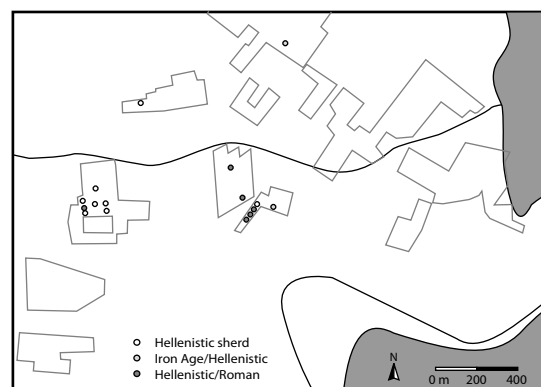 Hellenistic sherd
Iron Age/Hellenistic
Hellenistic/Roman
N
0 m 200 400